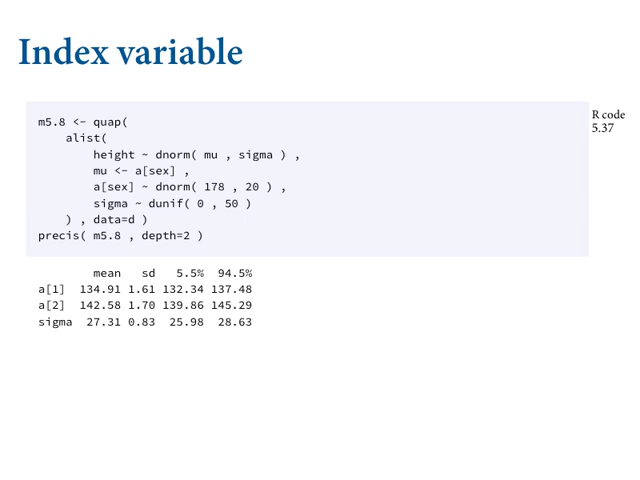 Index variable
R code
5.37
m5.8 <- quap(
    alist(
        height ~ dnorm( mu , sigma ) ,
        mu <- a[sex] ,
        a[sex] ~ dnorm( 178 , 20 ) ,
        sigma ~ dunif( 0 , 50 )
    ) , data=d )
precis( m5.8 , depth=2 )
        mean   sd   5.5%  94.5%
a[1]  134.91 1.61 132.34 137.48
a[2]  142.58 1.70 139.86 145.29
sigma  27.31 0.83  25.98  28.63